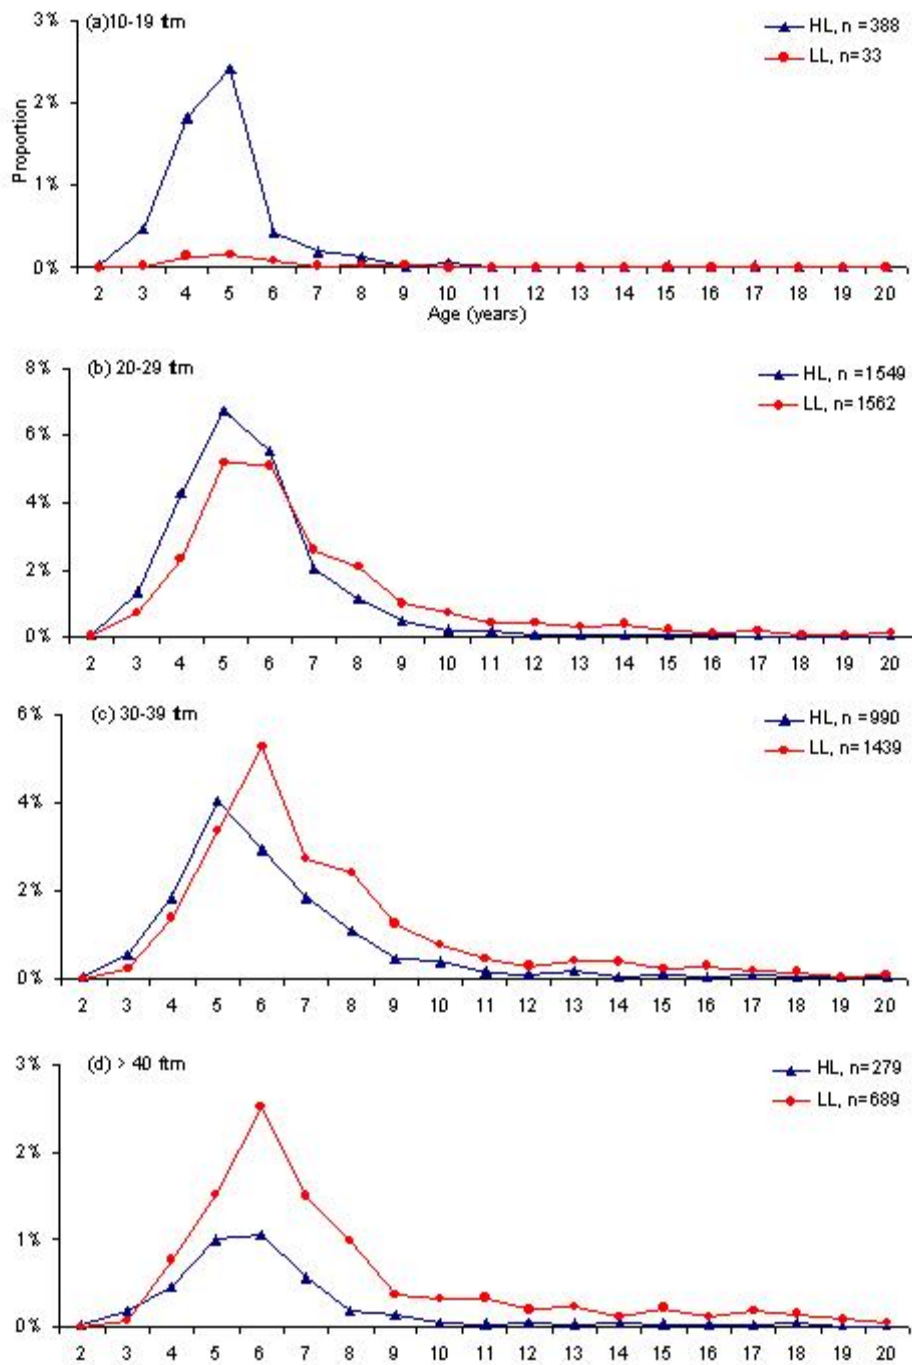 3%
(a)10-19 ftm
HL, n =388
LL, n=33
2%
Proportion
1%
0%
2 3 4 5 6 7 8 9 10 11 12 13 14 15 16 17 18 19 20
Age (years)
8%
(b) 20-29 ftm
HL, n =1549
LL, n=1562
6%
4%
2%
0%
2 3 4 5 6 7 8 9 10 11 12 13 14 15 16 17 18 19 20
6%
(c) 30-39 ftm
HL, n =990
LL, n=1439
4%
2%
0%
2 3 4 5 6 7 8 9 10 11 12 13 14 15 16 17 18 19 20
3%
(d) > 40 ftm
HL, n=279
LL, n=689
2%
1%
0%
2 3 4 5 6 7 8 9 10 11 12 13 14 15 16 17 18 19 20